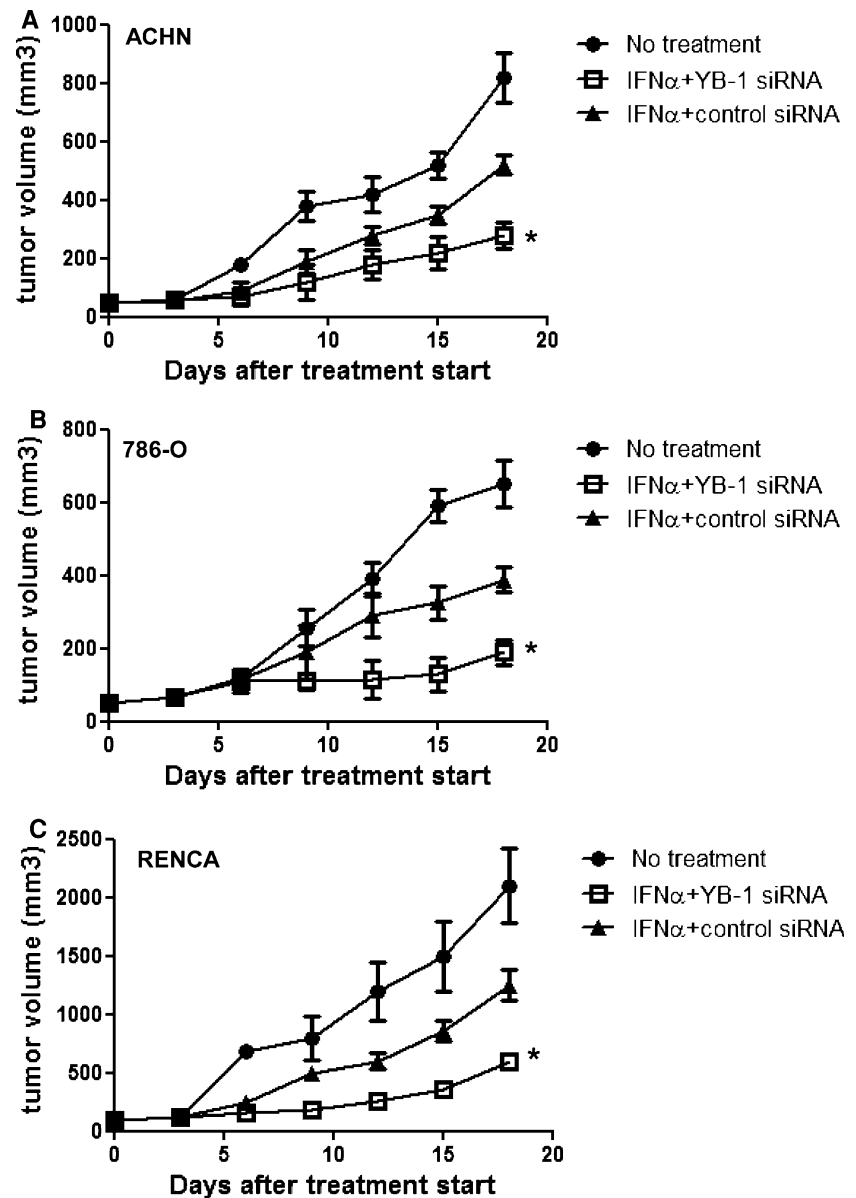 A
ACHN
tumor volume (mm3)
1000
800
600
400
200
0
0 5 10 15 20
Days after treatment start
No treatment
IFNα+YB-1 siRNA
IFNα+control siRNA
*
B
786-O
tumor volume (mm3)
800
600
400
200
0
0 5 10 15 20
Days after treatment start
No treatment
IFNα+YB-1 siRNA
IFNα+control siRNA
*
C
RENCA
tumor volume (mm3)
2500
2000
1500
1000
500
0
0 5 10 15 20
Days after treatment start
No treatment
IFNα+YB-1 siRNA
IFNα+control siRNA
*